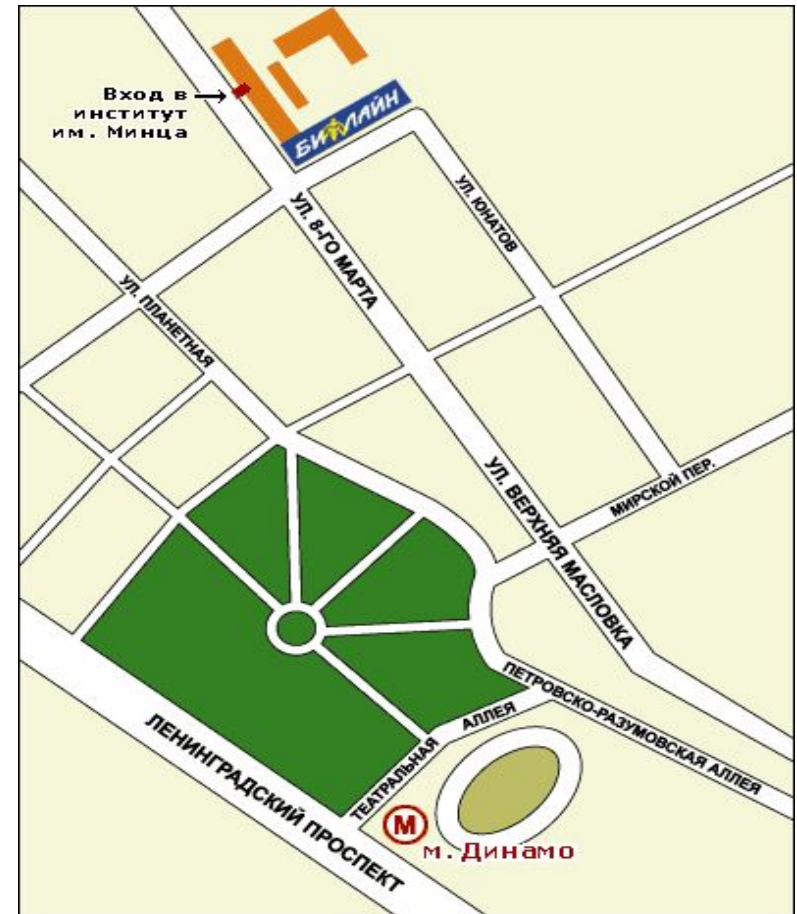 Вход в
институт
им. Минца
БИЛАЙН
УЛ. 8-ГО МАРТА
УЛ. ЮНАТОВ
УЛ. ПЛАНЕТНАЯ
УЛ. ВЕРХНЯЯ МАСЛОВКА
МИРСКОЙ ПЕР.
ПЕТРОВСКО-РАЗУМОВСКАЯ АЛЛЕЯ
ТЕАТРАЛЬНАЯ АЛЛЕЯ
ЛЕНИНГРАДСКИЙ ПРОСПЕКТ
М
м. Динамо